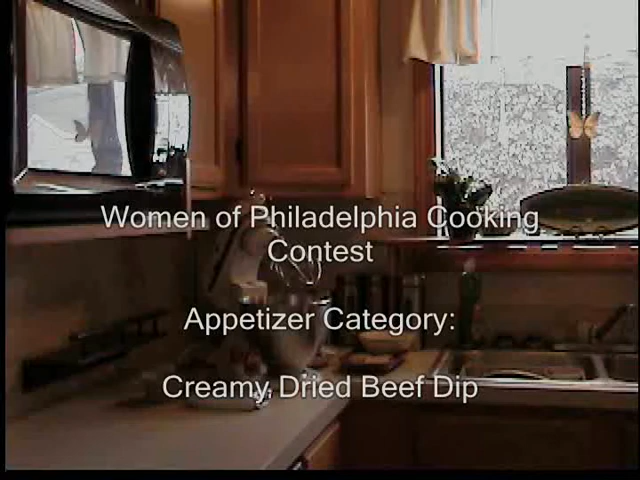 Women of Philadelphia Cooking
Contest
Appetizer Category:
Creamy Dried Beef Dip